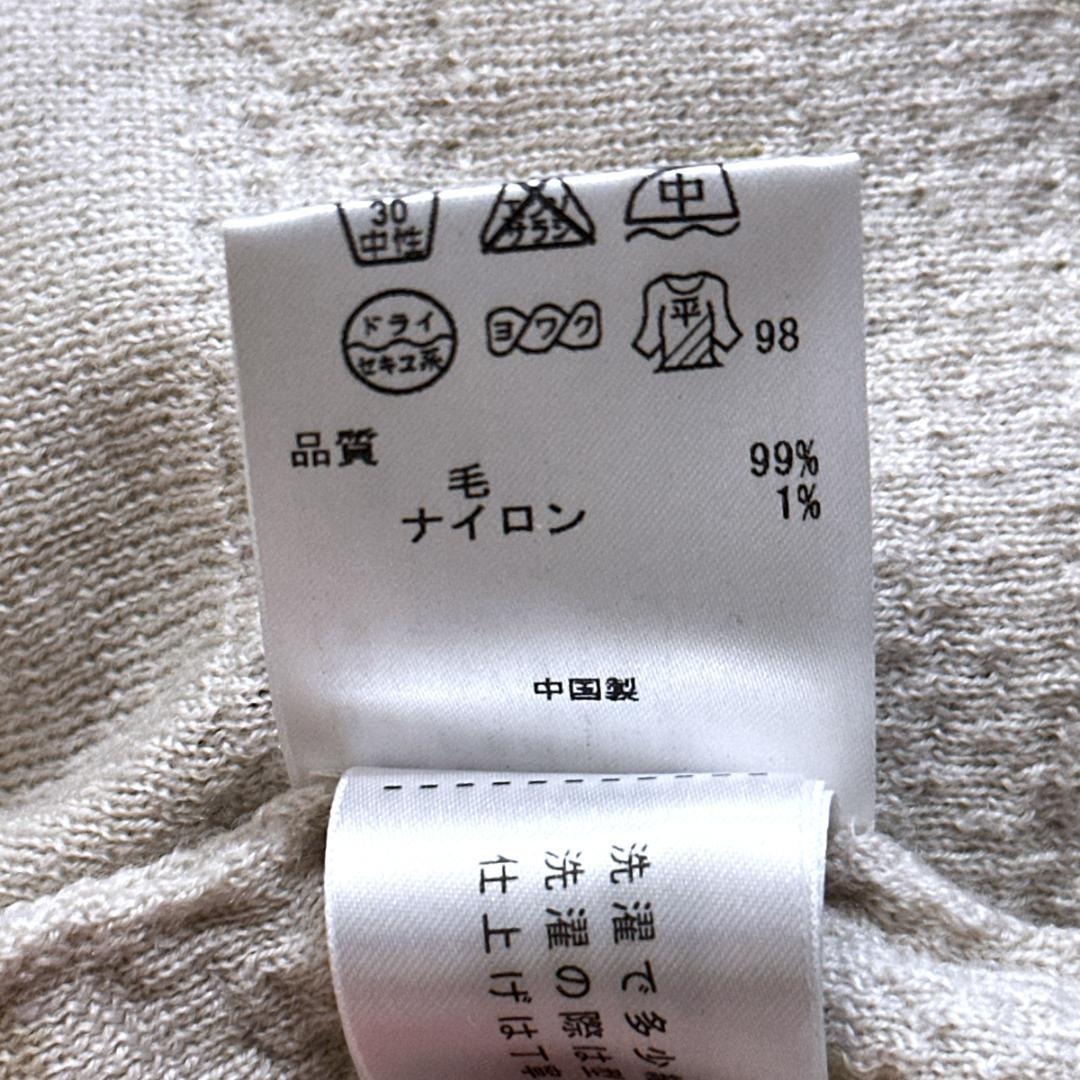 30 中
中性
ドライ ヨワク 平
セキユ系 98
品質
毛 99%
ナイロン 1%
中国製
洗濯で多少
洗濯の際は
仕上げは丁寧